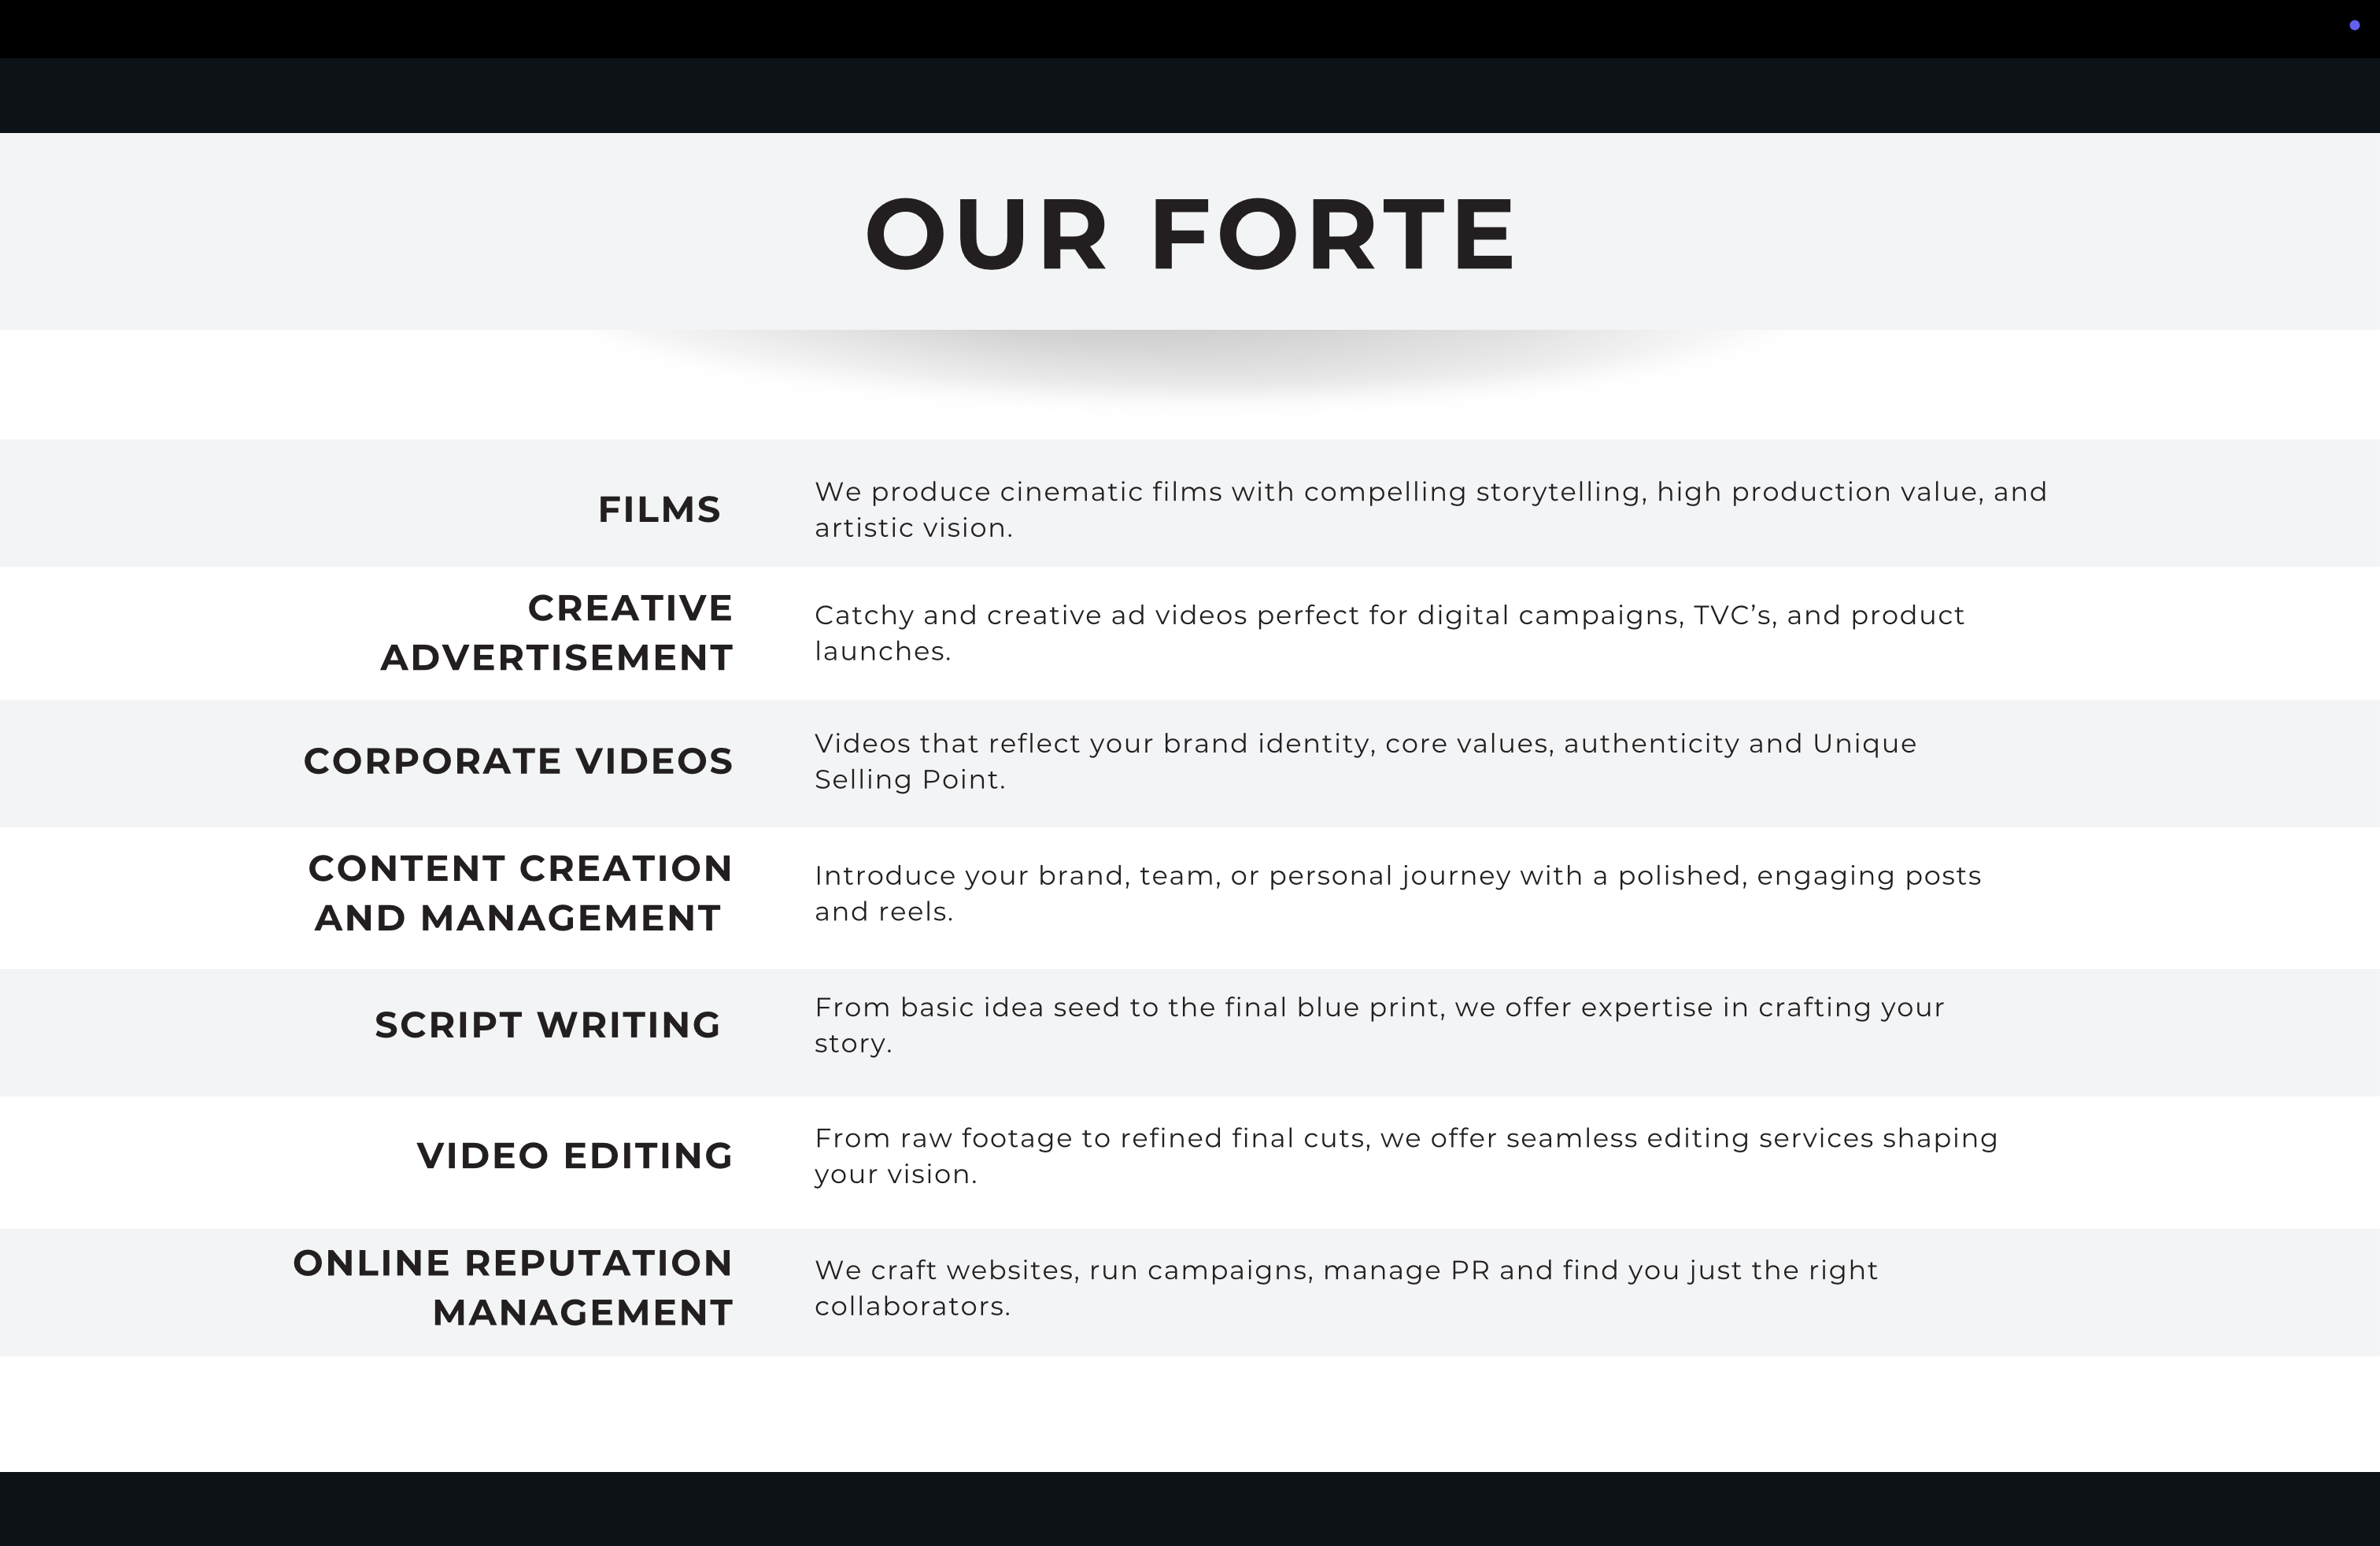 OUR FORTE
FILMS
We produce cinematic films with compelling storytelling, high production value, and
artistic vision.
CREATIVE
ADVERTISEMENT
Catchy and creative ad videos perfect for digital campaigns, TVC’s, and product
launches.
CORPORATE VIDEOS
Videos that reflect your brand identity, core values, authenticity and Unique
Selling Point.
CONTENT CREATION
AND MANAGEMENT
Introduce your brand, team, or personal journey with a polished, engaging posts
and reels.
SCRIPT WRITING
From basic idea seed to the final blue print, we offer expertise in crafting your
story.
VIDEO EDITING
From raw footage to refined final cuts, we offer seamless editing services shaping
your vision.
ONLINE REPUTATION
MANAGEMENT
We craft websites, run campaigns, manage PR and find you just the right
collaborators.